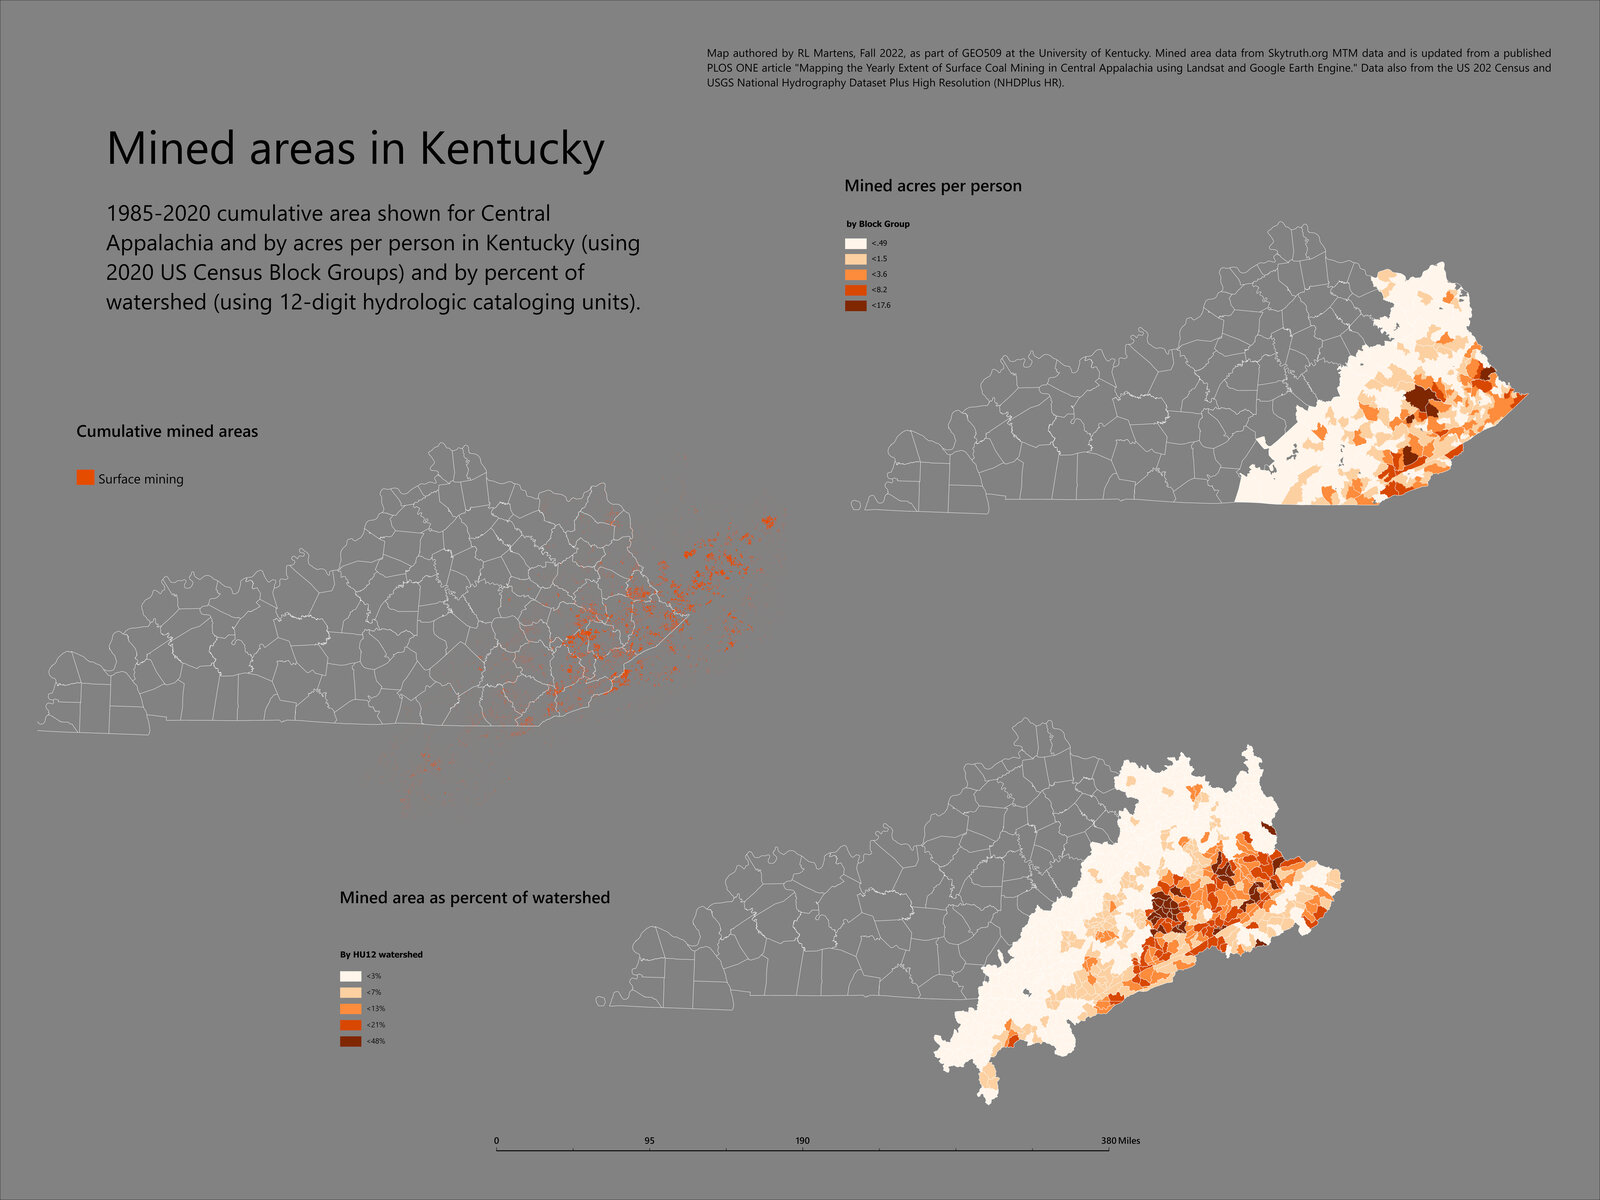 Map authored by RL Martens, Fall 2022, as part of GEO509 at the University of Kentucky. Mined area data from Skytruth.org MTM data and is updated from a published
PLOS ONE article "Mapping the Yearly Extent of Surface Coal Mining in Central Appalachia using Landsat and Google Earth Engine." Data also from the US 202 Census and
USGS National Hydrography Dataset Plus High Resolution (NHDPlus HR).
Mined areas in Kentucky
1985-2020 cumulative area shown for Central
Appalachia and by acres per person in Kentucky (using
2020 US Census Block Groups) and by percent of
watershed (using 12-digit hydrologic cataloging units).
Mined acres per person
by Block Group
<.49
<1.5
<3.6
<8.2
<17.6
Cumulative mined areas
Surface mining
Mined area as percent of watershed
By HU12 watershed
<3%
<7%
<13%
<21%
<48%
0 95 190 380 Miles